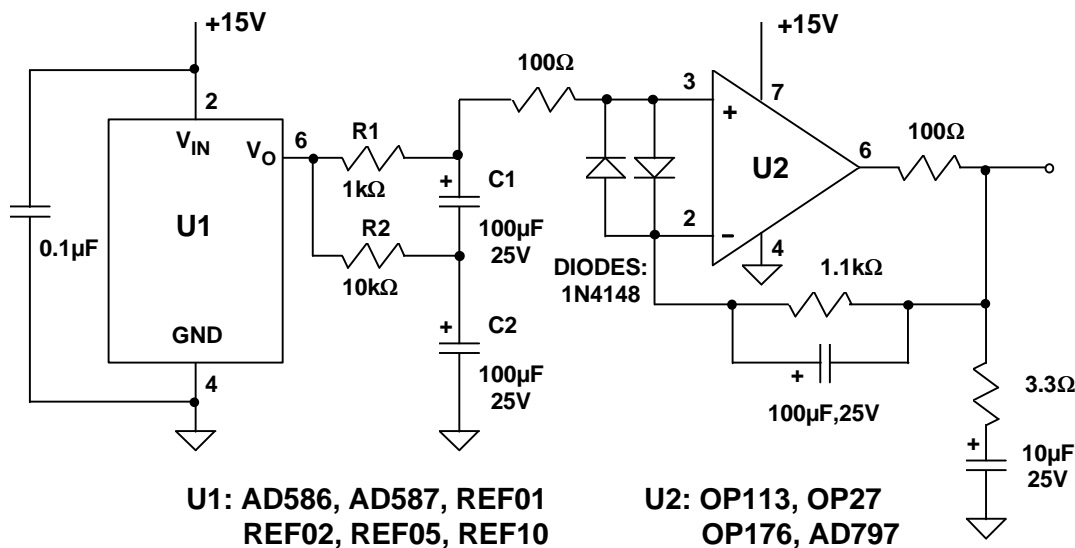 +15V
+15V
100Ω
2
3
7
VIN
VO
6
R1
1kΩ
+
C1
100µF
25V
+
U2
6
100Ω
0.1µF
U1
R2
10kΩ
2
−
4
DIODES:
1N4148
1.1kΩ
GND
4
+
C2
100µF
25V
+
100µF,25V
3.3Ω
+
10µF
25V
U1: AD586, AD587, REF01
REF02, REF05, REF10
U2: OP113, OP27
OP176, AD797